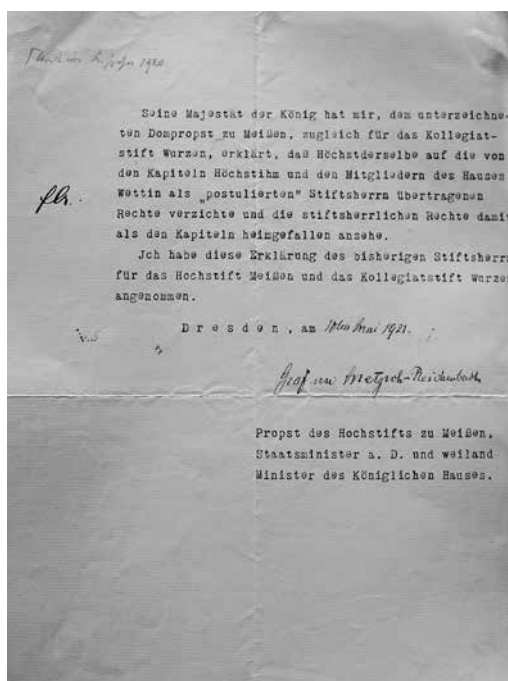 1920
Seine Majestät der König hat mir, dem unterzeichne-
ten Dompropst zu Meißen, zugleich für das Kollegiat-
stift Wurzen, erklärt, daß Höchstderselbe auf die von
den Kapiteln Höchstihm und den Mitgliedern des Hauses
Wettin als „postulierten" Stiftsherrn übertragenen
Rechte verzichte und die stiftsherrlichen Rechte damit
als den Kapiteln heimgefallen ansehe.
Jch habe diese Erklärung des bisherigen Stiftsherrn
für das Hochstift Meißen und das Kollegiatstift Wurzen
angenommen.
Dresden, am 10ten Mai 1921.
Graf von Metzsch-Reichenbach
Propst des Hochstifts zu Meißen,
Staatsminister a. D. und weiland
Minister des Königlichen Hauses.